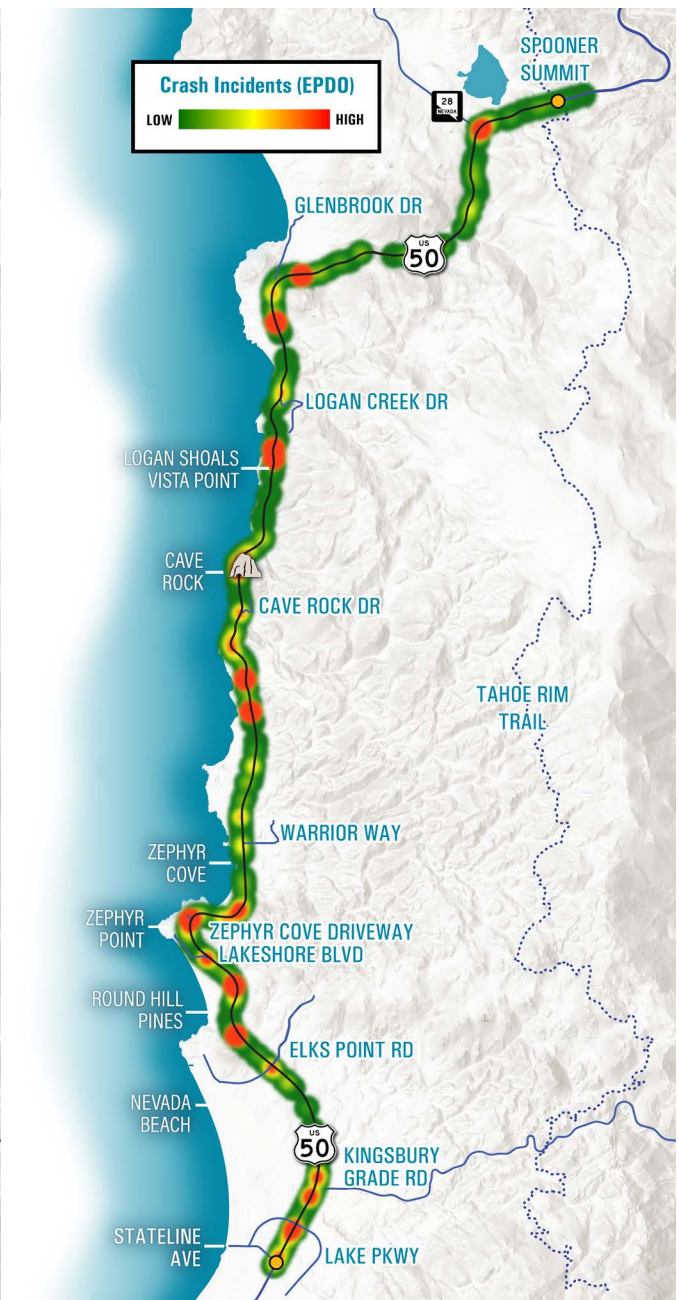 SPOONER
SUMMIT
Crash Incidents (EPDO)
LOW HIGH
28
NEVADA
GLENBROOK DR
US
50
LOGAN CREEK DR
LOGAN SHOALS
VISTA POINT
CAVE
ROCK
CAVE ROCK DR
TAHOE RIM
TRAIL
WARRIOR WAY
ZEPHYR
COVE
ZEPHYR
POINT
ZEPHYR COVE DRIVEWAY
LAKESHORE BLVD
ROUND HILL
PINES
ELKS POINT RD
NEVADA
BEACH
US
50
KINGSBURY
GRADE RD
STATELINE
AVE
LAKE PKWY